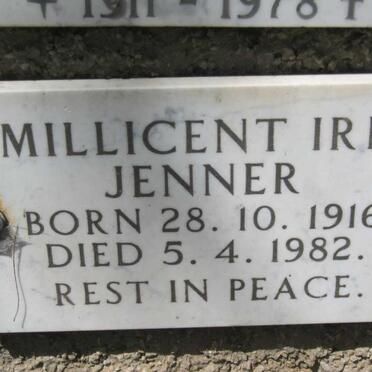 ✝ 1911 - 1978 ✝
MILLICENT
JENNER
BORN 28. 10. 1916
DIED 5. 4. 1982.
REST IN PEACE.